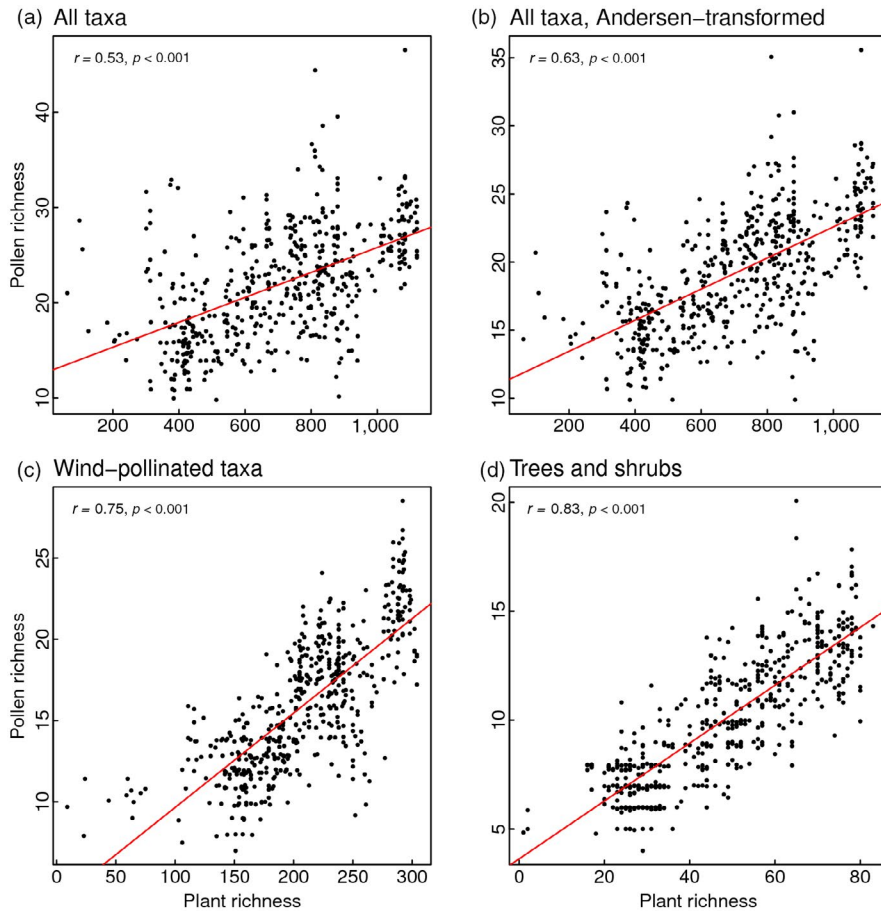 (a) All taxa
r = 0.53, p < 0.001
Pollen richness
10 20 30 40
200 400 600 800 1,000
(b) All taxa, Andersen−transformed
r = 0.63, p < 0.001
10 15 20 25 30 35
200 400 600 800 1,000
(c) Wind−pollinated taxa
r = 0.75, p < 0.001
Pollen richness
10 15 20 25
0 50 100 150 200 250 300
Plant richness
(d) Trees and shrubs
r = 0.83, p < 0.001
5 10 15 20
0 20 40 60 80
Plant richness